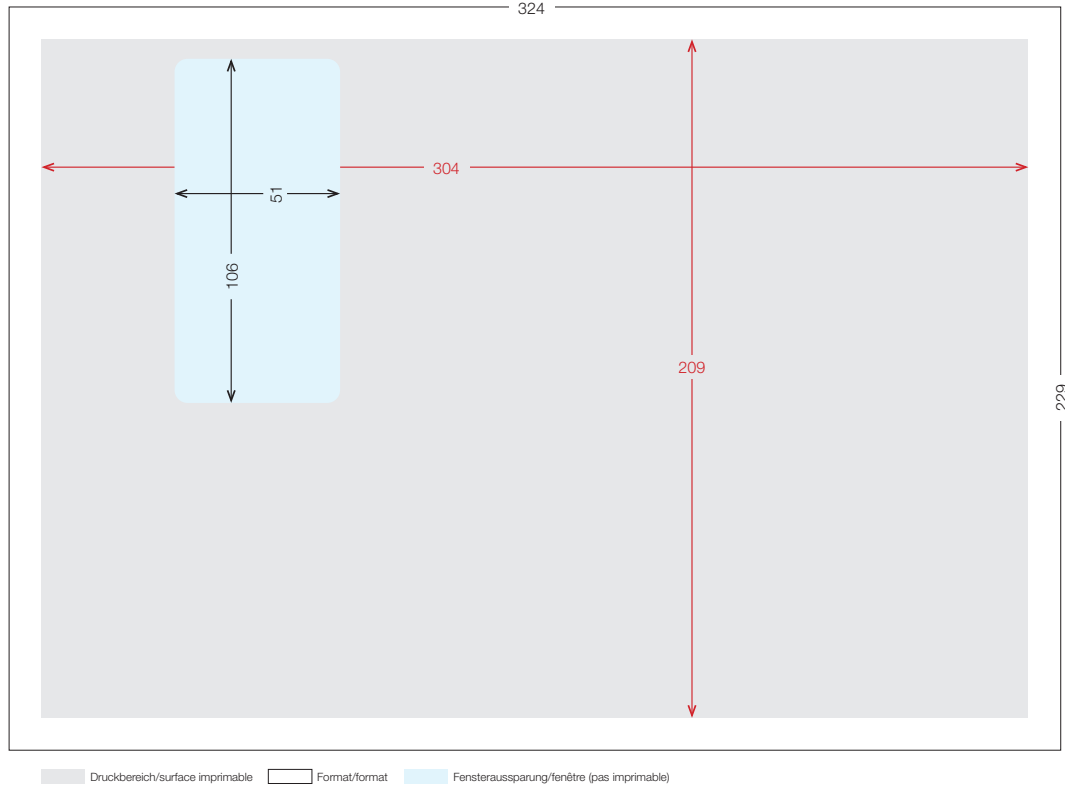 324
304
51
106
209
229
Druckbereich/surface imprimable
Format/format
Fensteraussparung/fenêtre (pas imprimable)